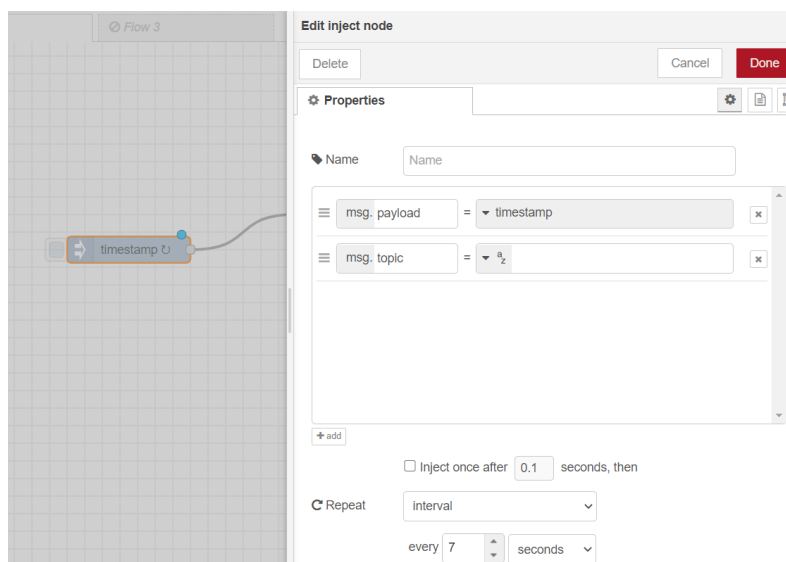 Flow 3
Edit inject node
Delete
Cancel
Done
Properties
Name
Name
msg. payload = timestamp
msg. topic = a z
timestamp
add
Inject once after 0.1 seconds, then
Repeat
interval
every 7 seconds